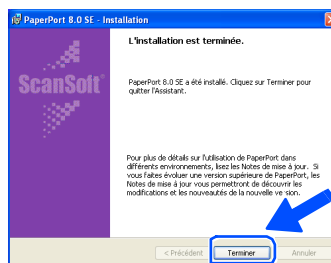 PaperPort 8.0 SE - Installation
L'installation est terminée.
ScanSoft®
PaperPort 8.0 SE a été installé. Cliquez sur Terminer pour
quitter l'Assistant.
Pour plus de détails sur l'utilisation de PaperPort dans
différents environnements, lisez les Notes de mise à jour. Si
vous faites évoluer une version supérieure de PaperPort, les
Notes de mise à jour vous permettront de découvrir les
modifications et les nouveautés de la nouvelle version.
< Précédent
Terminer
Annuler